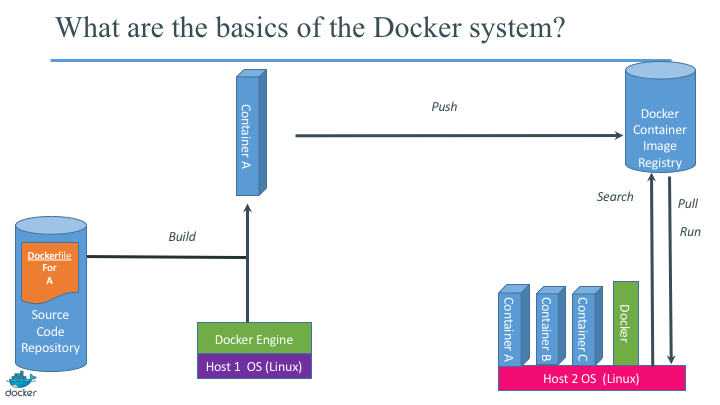 What are the basics of the Docker system?
Container A
Push
Docker
Container
Image
Registry
Search
Pull
Run
Build
Dockerfile
For
A
Source
Code
Repository
Docker Engine
Host 1 OS (Linux)
Container A
Container B
Container C
Docker
Host 2 OS (Linux)
docker